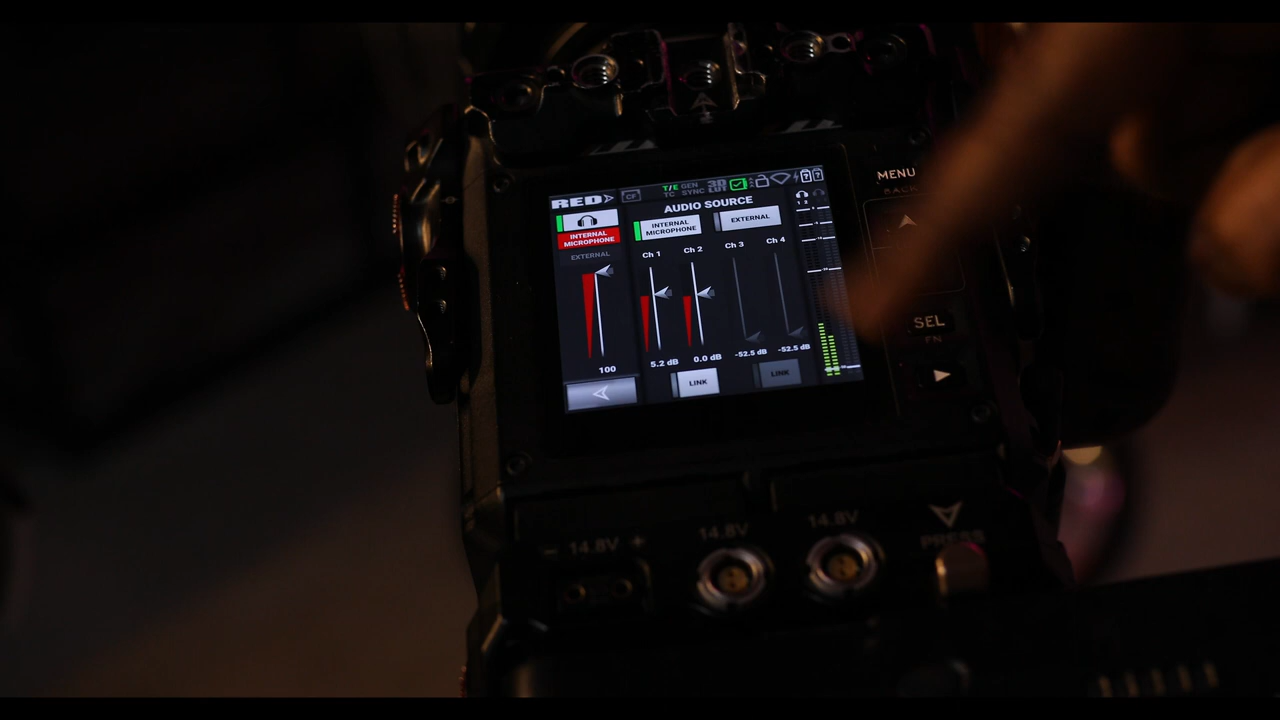 RED
CF
T/E
TC
GEN
SYNC
3D
LUT
AUDIO SOURCE
INTERNAL
MICROPHONE
EXTERNAL
INTERNAL
MICROPHONE
EXTERNAL
Ch 1
Ch 2
Ch 3
Ch 4
100
5.2 dB
0.0 dB
-52.5 dB
-52.5 dB
LINK
LINK
1 2
MENU
BACK
SEL
FN
- 14.8V +
14.8V
14.8V
PRESS